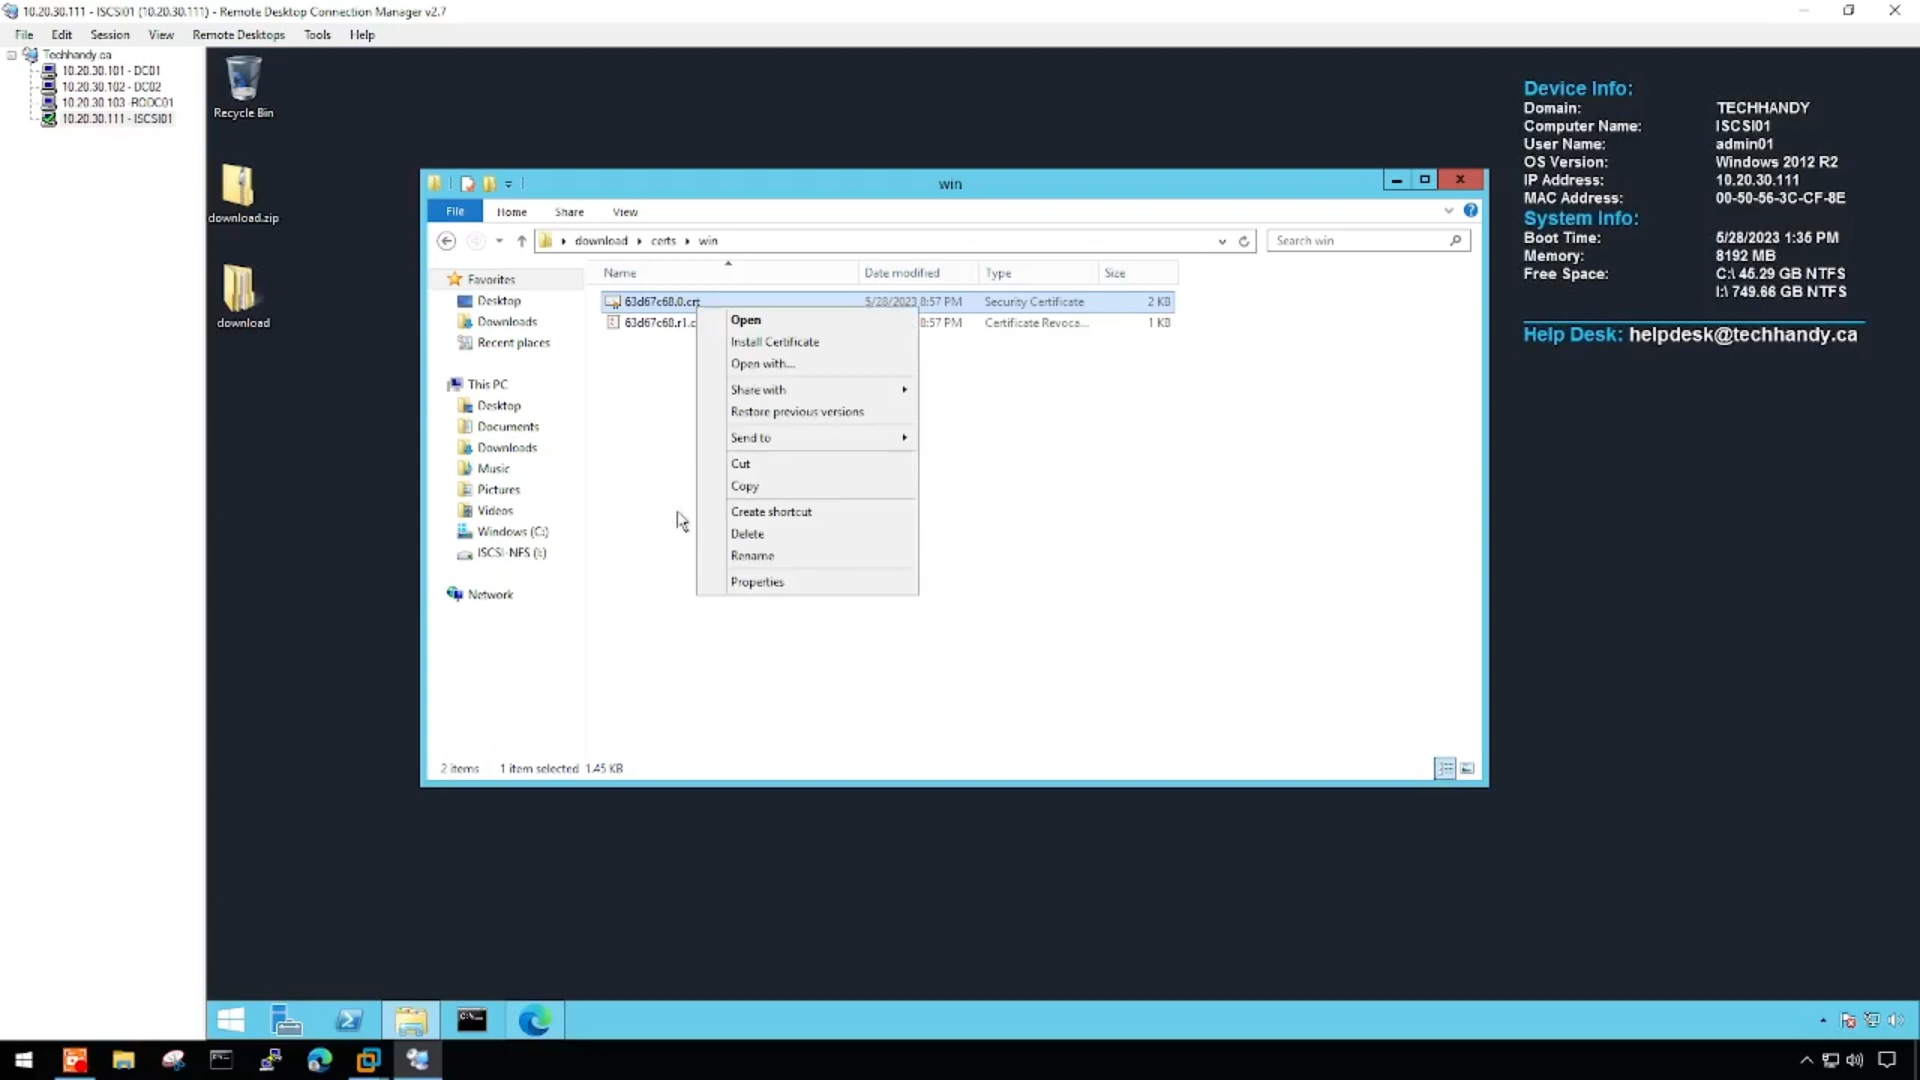 10.20.30.111 - ISCSI01 (10.20.30.111) - Remote Desktop Connection Manager v2.7
File Edit Session View Remote Desktops Tools Help
Techhandy.ca
10.20.30.101 - DC01
10.20.30.102 - DC02
10.20.30.103 -RODC01
10.20.30.111 - ISCSI01
Recycle Bin
download.zip
download
win
File Home Share View
download certs win
Search win
Favorites
Desktop
Downloads
Recent places
This PC
Desktop
Documents
Downloads
Music
Pictures
Videos
Windows (C:)
ISCSI-NFS (I:)
Network
Name Date modified Type Size
63d67c68.0.crt 5/28/2023 8:57 PM Security Certificate 2 KB
63d67c68.r1.c 8:57 PM Certificate Revoca... 1 KB
Open
Install Certificate
Open with...
Share with
Restore previous versions
Send to
Cut
Copy
Create shortcut
Delete
Rename
Properties
2 items 1 item selected 1.45 KB
Device Info:
Domain: TECHHANDY
Computer Name: ISCSI01
User Name: admin01
OS Version: Windows 2012 R2
IP Address: 10.20.30.111
MAC Address: 00-50-56-3C-CF-8E
System Info:
Boot Time: 5/28/2023 1:35 PM
Memory: 8192 MB
Free Space: C:\ 45.29 GB NTFS
I:\ 749.66 GB NTFS
Help Desk: helpdesk@techhandy.ca